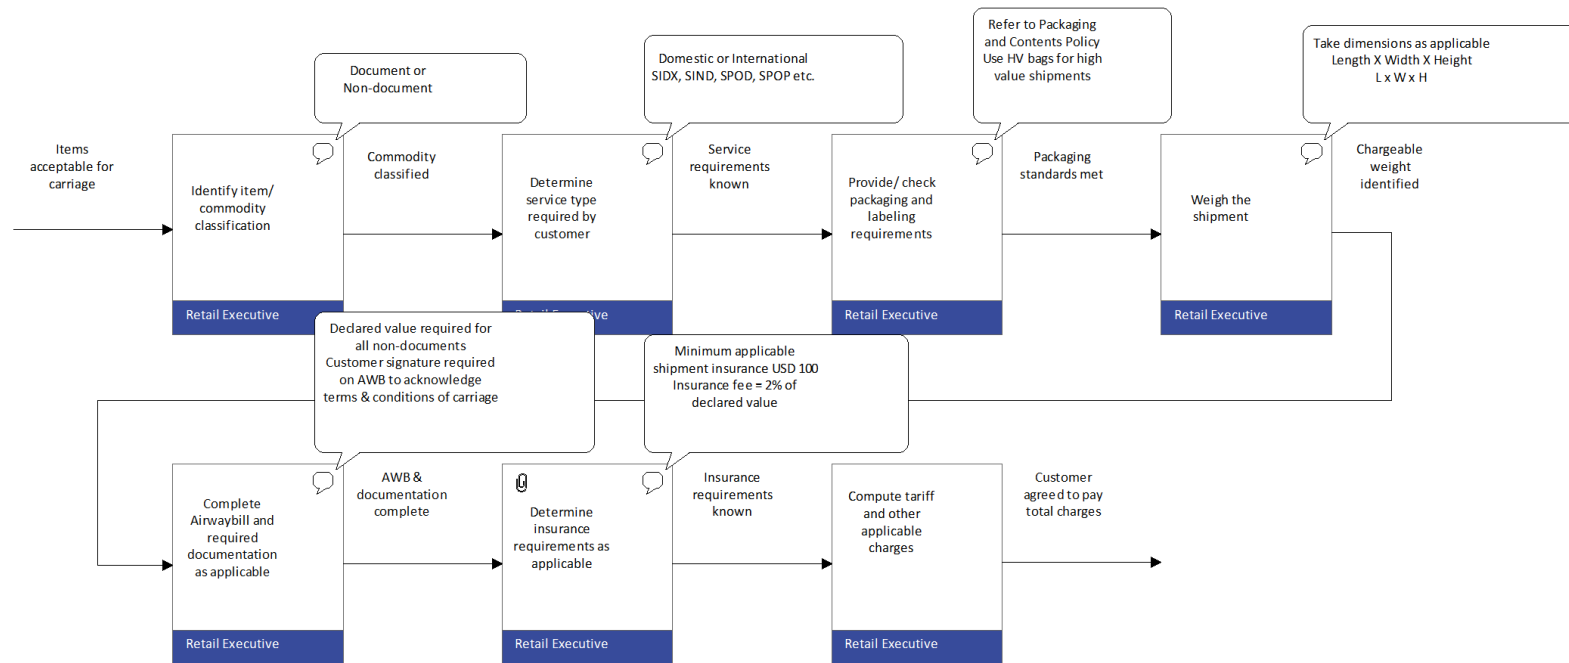 Document or
Non-document
Domestic or International
SIDX, SIND, SPOD, SPOP etc.
Refer to Packaging
and Contents Policy
Use HV bags for high
value shipments
Take dimensions as applicable
Length X Width X Height
L x W x H
Items
acceptable for
carriage
Identify item/
commodity
classification
Retail Executive
Commodity
classified
Determine
service type
required by
customer
Service
requirements
known
Provide/ check
packaging and
labeling
requirements
Retail Executive
Packaging
standards met
Weigh the
shipment
Retail Executive
Chargeable
weight
identified
Declared value required for
all non-documents
Customer signature required
on AWB to acknowledge
terms & conditions of carriage
Minimum applicable
shipment insurance USD 100
Insurance fee = 2% of
declared value
Complete
Airwaybill and
required
documentation
as applicable
Retail Executive
AWB &
documentation
complete
Determine
insurance
requirements as
applicable
Retail Executive
Insurance
requirements
known
Compute tariff
and other
applicable
charges
Retail Executive
Customer
agreed to pay
total charges